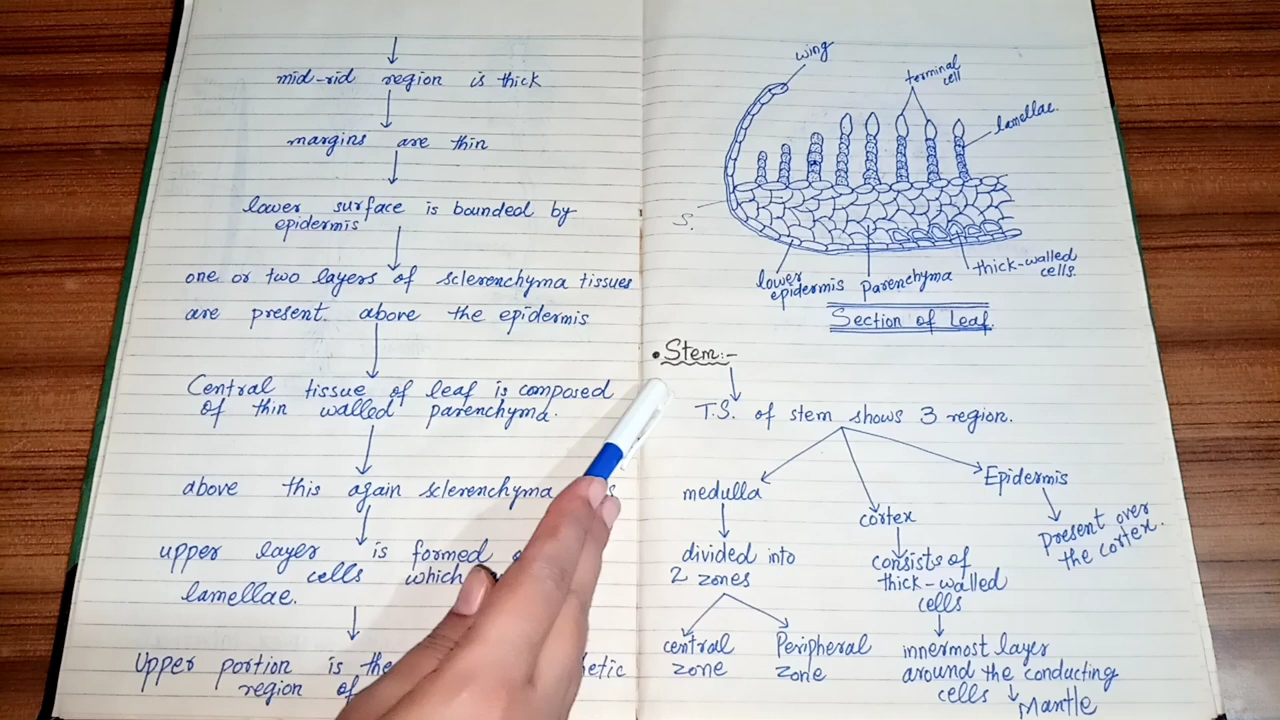 mid-rid region is thick
margins are thin
lower surface is bounded by
epidermis
one or two layers of sclerenchyma tissues
are present above the epidermis
Central tissue of leaf is composed
of thin walled parenchyma.
above this again sclerenchyma
upper layer is formed
cells which
lamellae.
Upper portion is the
region of
wing
terminal
cell
lamellae.
S.
lower
epidermis
parenchyma
thick-walled
cells.
Section of Leaf.
• Stem:-
T.S. of stem shows 3 region.
medulla
cortex
Epidermis
divided into
2 zones
consists of
thick-walled
cells
Present over
the cortex.
central
zone
Peripheral
zone
innermost layer
around the conducting
cells
Mantle